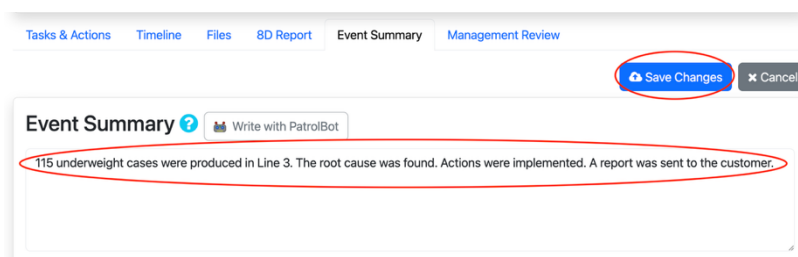 Tasks & Actions Timeline Files 8D Report Event Summary Management Review
Save Changes × Cancel
Event Summary ? Write with PatrolBot
115 underweight cases were produced in Line 3. The root cause was found. Actions were implemented. A report was sent to the customer.